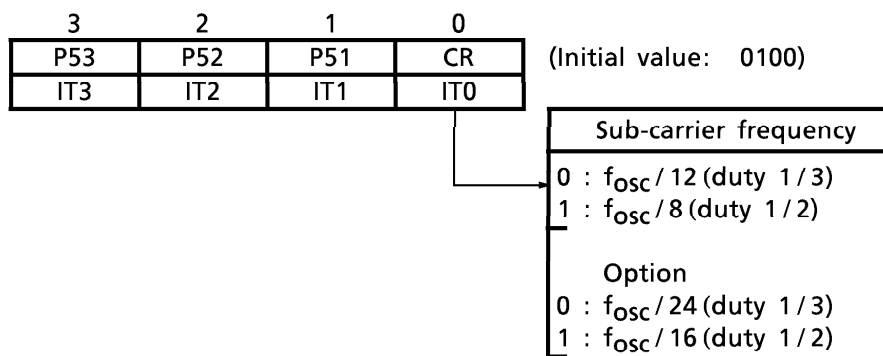 3 2 1 0
P53 P52 P51 CR (Initial value: 0100)
IT3 IT2 IT1 IT0
Sub-carrier frequency
0 : fosc / 12 (duty 1 / 3)
1 : fosc / 8 (duty 1 / 2)
Option
0 : fosc / 24 (duty 1 / 3)
1 : fosc / 16 (duty 1 / 2)